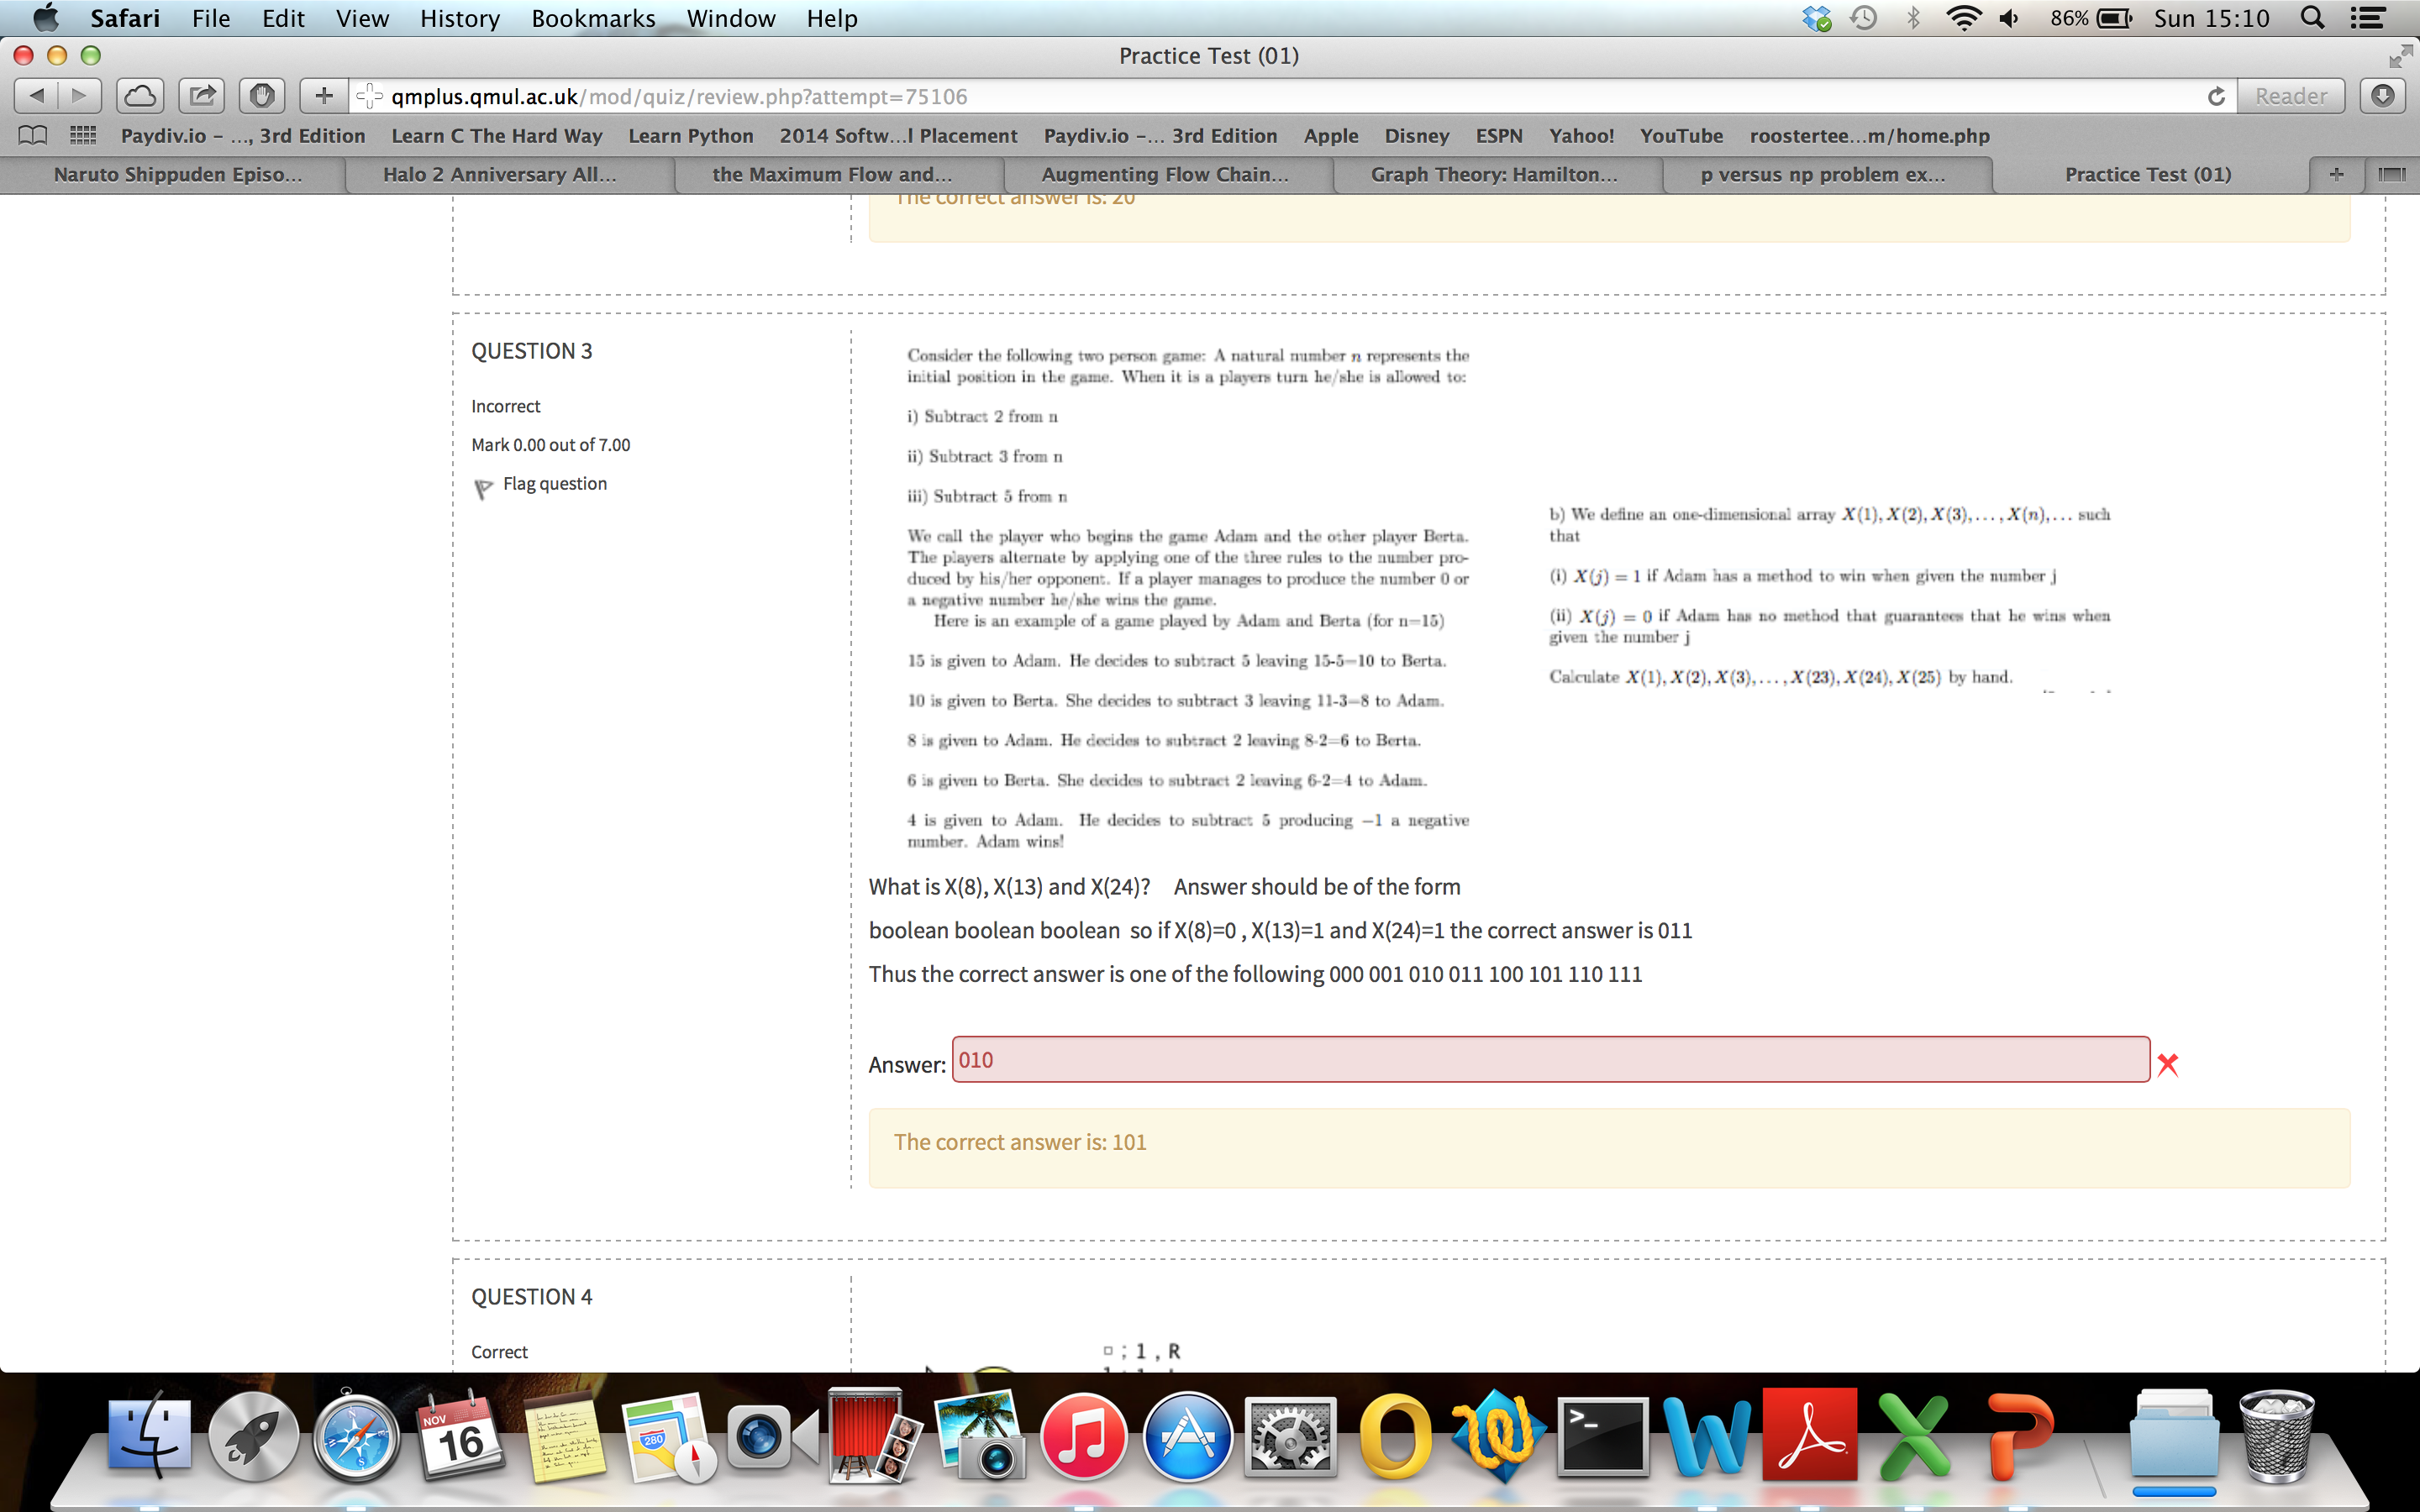 Safari File Edit View History Bookmarks Window Help 86% Sun 15:10
Practice Test (01)
qmplus.qmul.ac.uk/mod/quiz/review.php?attempt=75106 Reader
Paydiv.io – ..., 3rd Edition Learn C The Hard Way Learn Python 2014 Softw...l Placement Paydiv.io –... 3rd Edition Apple Disney ESPN Yahoo! YouTube roostertee...m/home.php
Naruto Shippuden Episo... Halo 2 Anniversary All... the Maximum Flow and... Augmenting Flow Chain... Graph Theory: Hamilton... p versus np problem ex... Practice Test (01)
The correct answer is: 20
QUESTION 3
Incorrect
Mark 0.00 out of 7.00
Flag question
Consider the following two person game: A natural number n represents the
initial position in the game. When it is a players turn he/she is allowed to:
i) Subtract 2 from n
ii) Subtract 3 from n
iii) Subtract 5 from n
We call the player who begins the game Adam and the other player Berta.
The players alternate by applying one of the three rules to the number pro-
duced by his/her opponent. If a player manages to produce the number 0 or
a negative number he/she wins the game.
Here is an example of a game played by Adam and Berta (for n=15)
15 is given to Adam. He decides to subtract 5 leaving 15-5=10 to Berta.
10 is given to Berta. She decides to subtract 3 leaving 11-3=8 to Adam.
8 is given to Adam. He decides to subtract 2 leaving 8-2=6 to Berta.
6 is given to Berta. She decides to subtract 2 leaving 6-2=4 to Adam.
4 is given to Adam. He decides to subtract 5 producing −1 a negative
number. Adam wins!
b) We define an one-dimensional array X(1), X(2), X(3), . . . , X(n), . . . such
that
(i) X(j) = 1 if Adam has a method to win when given the number j
(ii) X(j) = 0 if Adam has no method that guarantees that he wins when
given the number j
Calculate X(1), X(2), X(3), . . . , X(23), X(24), X(25) by hand.
What is X(8), X(13) and X(24)? Answer should be of the form
boolean boolean boolean so if X(8)=0 , X(13)=1 and X(24)=1 the correct answer is 011
Thus the correct answer is one of the following 000 001 010 011 100 101 110 111
Answer: 010
The correct answer is: 101
QUESTION 4
Correct
□ ; 1 , R
NOV
16
280